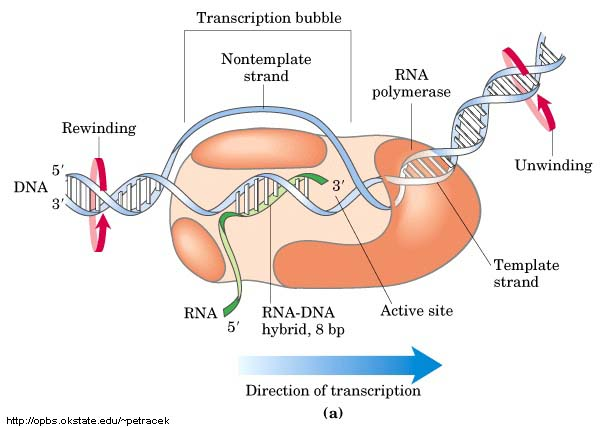 Transcription bubble
Nontemplate
strand
RNA
polymerase
Rewinding
Unwinding
5′
DNA
3′
3′
Template
strand
RNA
5′
RNA-DNA
hybrid, 8 bp
Active site
Direction of transcription
(a)
http://opbs.okstate.edu/~petracek